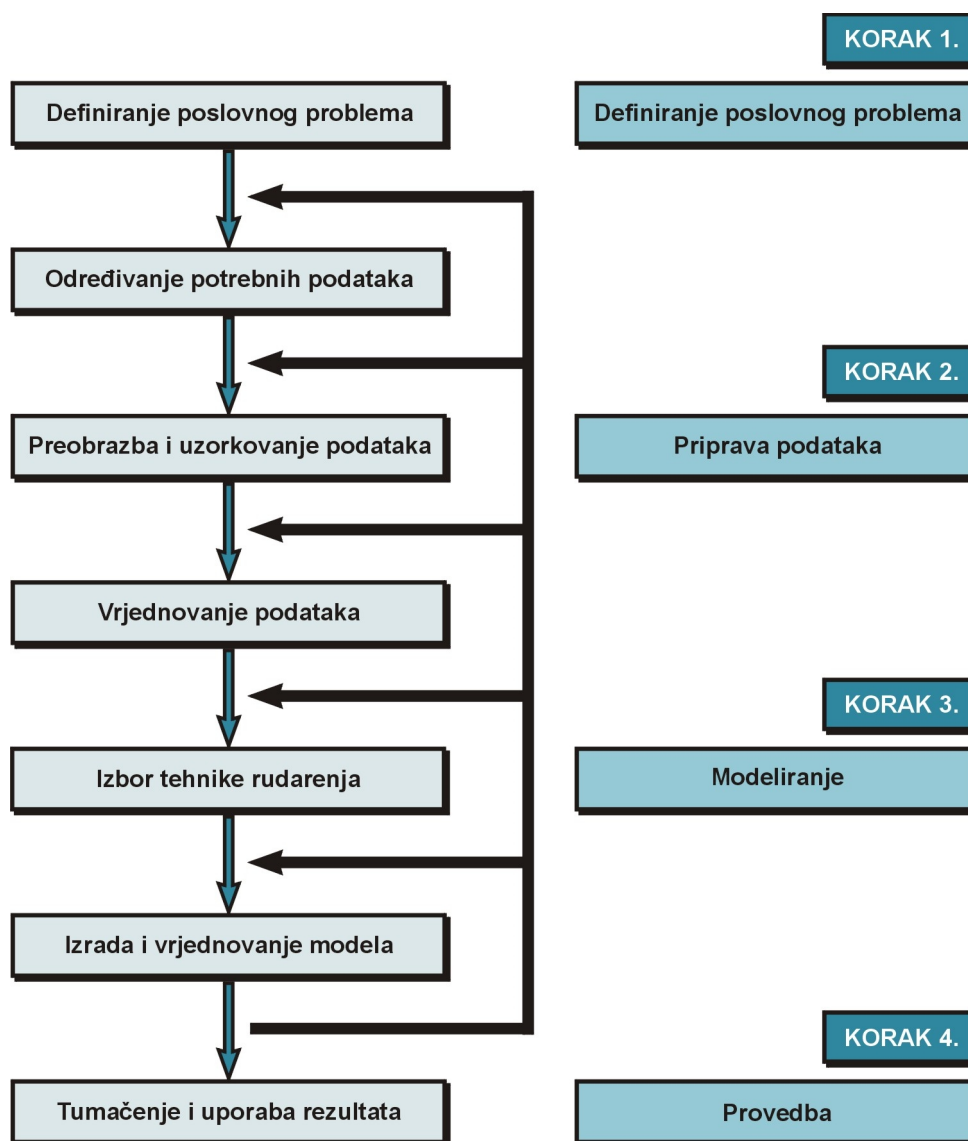 KORAK 1.
Definiranje poslovnog problema
Definiranje poslovnog problema
Određivanje potrebnih podataka
KORAK 2.
Preobrazba i uzorkovanje podataka
Priprava podataka
Vrjednovanje podataka
KORAK 3.
Izbor tehnike rudarenja
Modeliranje
Izrada i vrjednovanje modela
KORAK 4.
Tumačenje i uporaba rezultata
Provedba